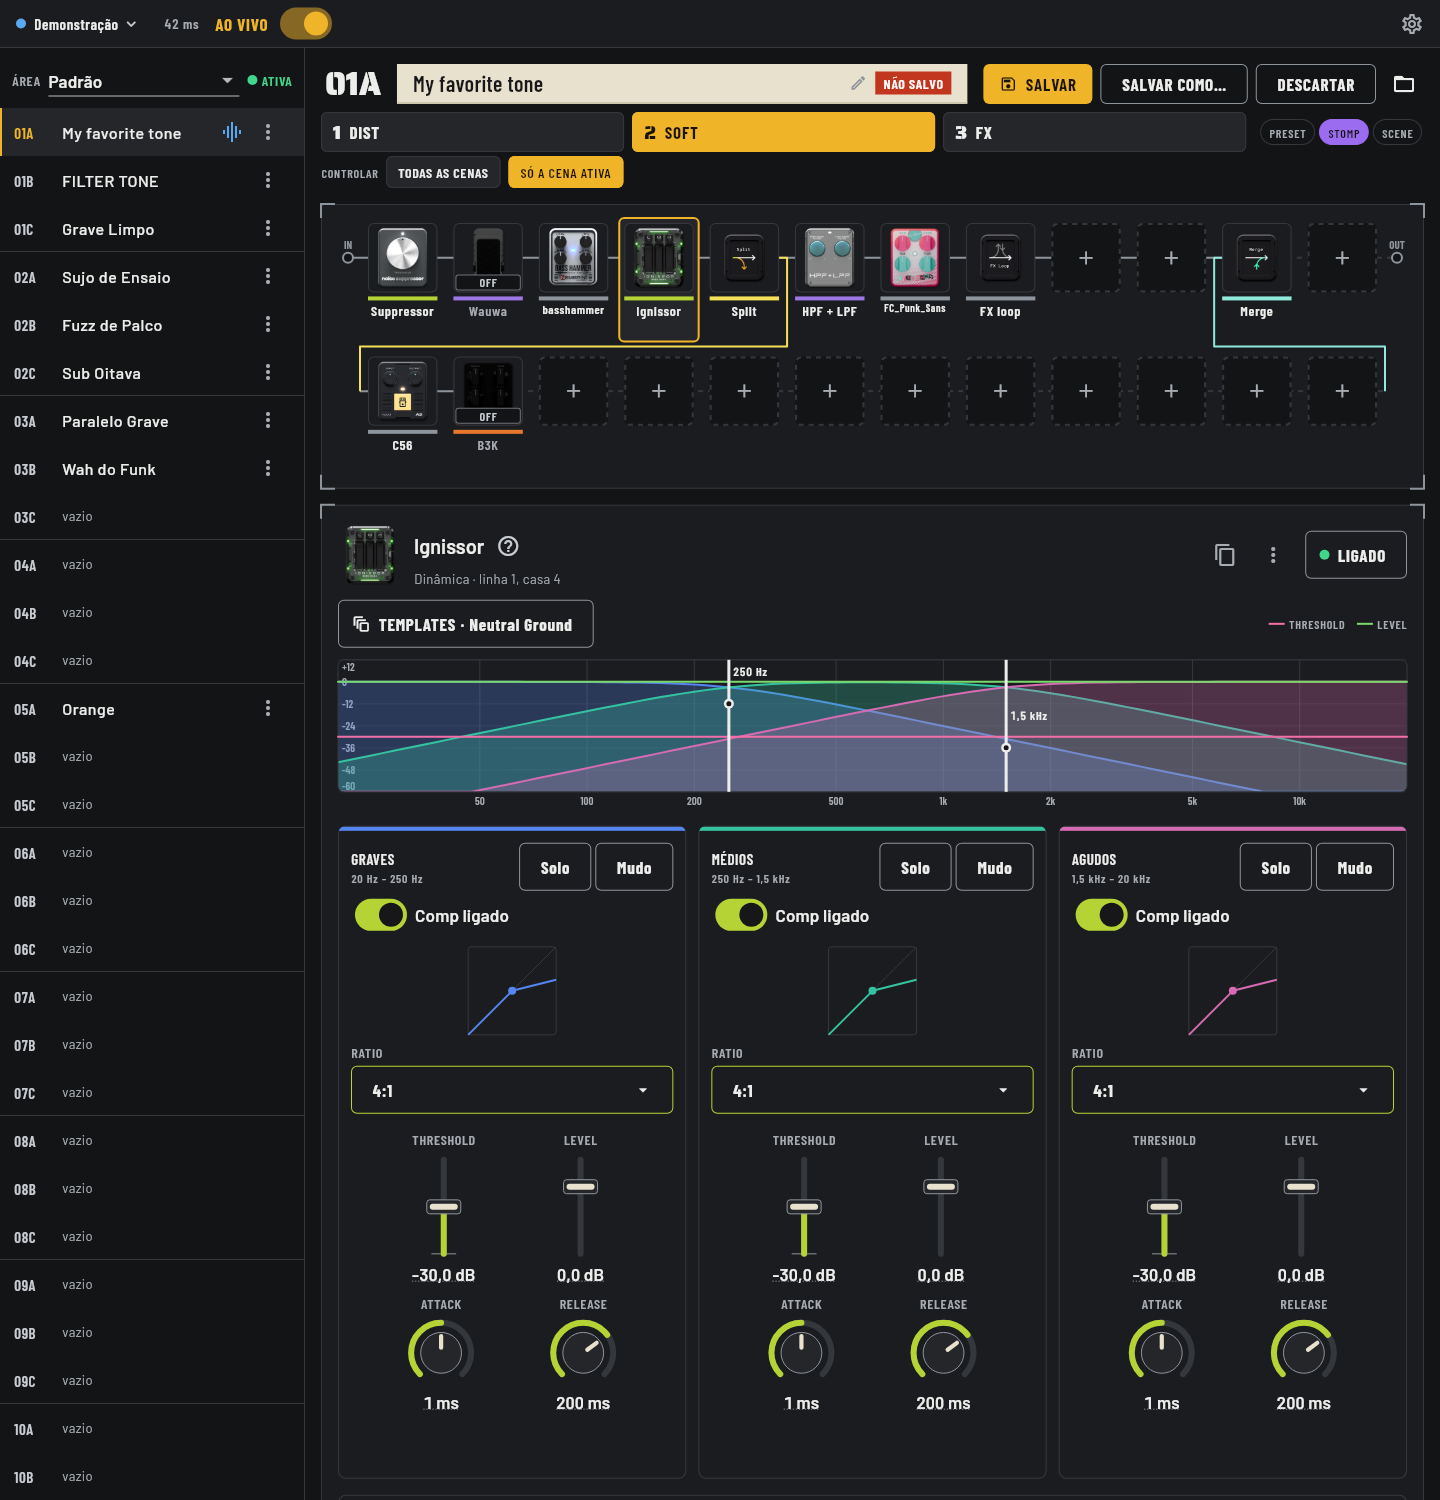 Demonstração 42 ms AO VIVO
ÁREA Padrão ATIVA
01A My favorite tone
01B FILTER TONE
01C Grave Limpo
02A Sujo de Ensaio
02B Fuzz de Palco
02C Sub Oitava
03A Paralelo Grave
03B Wah do Funk
03C vazio
04A vazio
04B vazio
04C vazio
05A Orange
05B vazio
05C vazio
06A vazio
06B vazio
06C vazio
07A vazio
07B vazio
07C vazio
08A vazio
08B vazio
08C vazio
09A vazio
09B vazio
09C vazio
10A vazio
10B vazio
01A My favorite tone NÃO SALVO SALVAR SALVAR COMO... DESCARTAR
1 DIST 2 SOFT 3 FX PRESET STOMP SCENE
CONTROLAR TODAS AS CENAS SÓ A CENA ATIVA
IN OUT
Split Merge
FX Loop
OFF HPF+LPF
Suppressor Wauwa basshammer Ignissor Split HPF + LPF FC_Punk_Sans FX loop Merge
OFF
C56 B3K
Ignissor
Dinâmica · linha 1, casa 4
LIGADO
TEMPLATES · Neutral Ground THRESHOLD LEVEL
+12
0
-12
-24
-36
-48
-60
250 Hz
1,5 kHz
50 100 200 500 1k 2k 5k 10k
GRAVES
20 Hz – 250 Hz
Solo Mudo
Comp ligado
RATIO
4:1
THRESHOLD LEVEL
-30,0 dB 0,0 dB
ATTACK RELEASE
1 ms 200 ms
MÉDIOS
250 Hz – 1,5 kHz
Solo Mudo
Comp ligado
RATIO
4:1
THRESHOLD LEVEL
-30,0 dB 0,0 dB
ATTACK RELEASE
1 ms 200 ms
AGUDOS
1,5 kHz – 20 kHz
Solo Mudo
Comp ligado
RATIO
4:1
THRESHOLD LEVEL
-30,0 dB 0,0 dB
ATTACK RELEASE
1 ms 200 ms